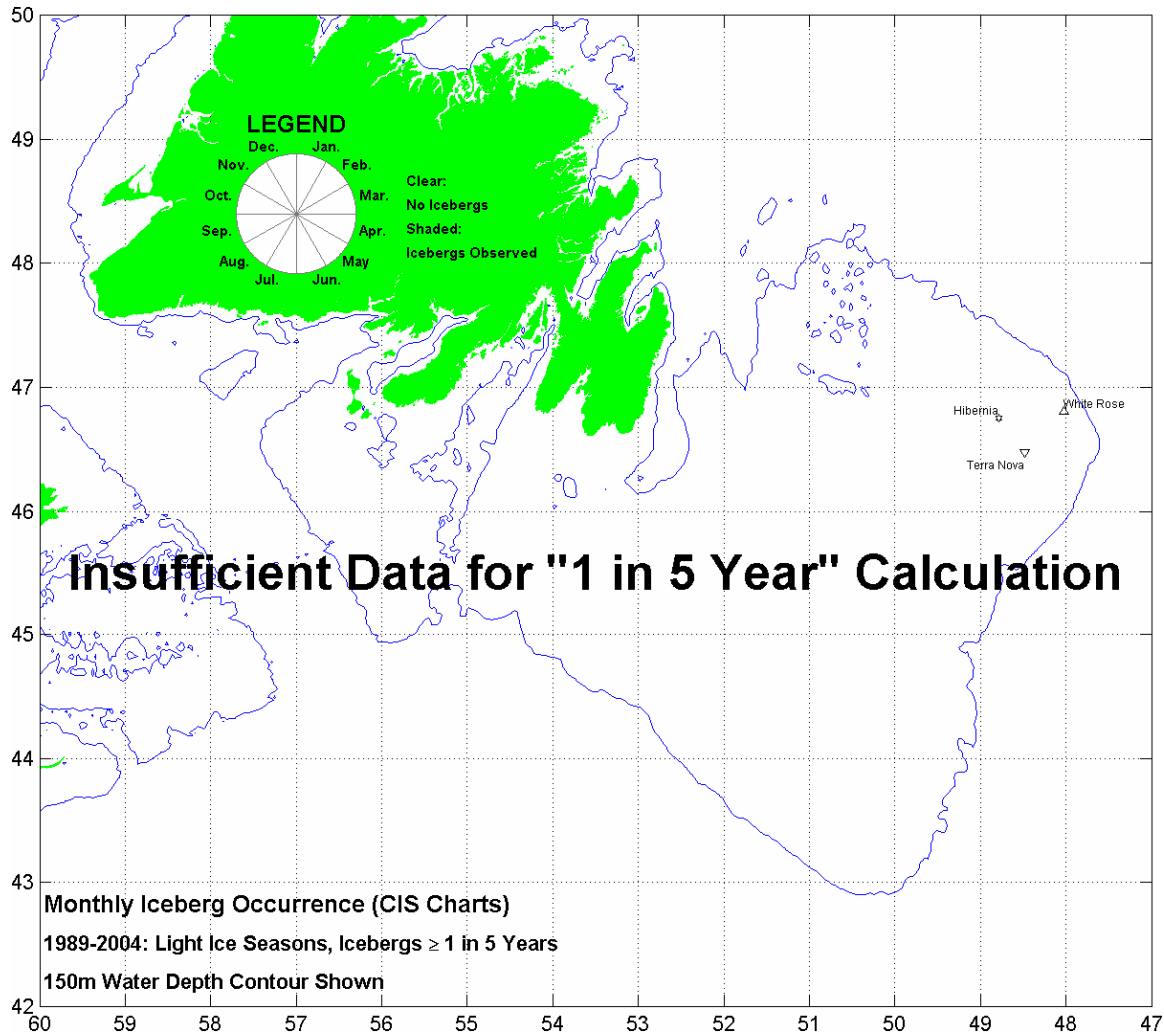 50
49
48
47
46
45
44
43
42
LEGEND
Dec. Jan.
Nov. Feb.
Oct. Mar.
Sep. Apr.
Aug. May
Jul. Jun.
Clear:
No Icebergs
Shaded:
Icebergs Observed
Hibernia
White Rose
Terra Nova
Insufficient Data for "1 in 5 Year" Calculation
Monthly Iceberg Occurrence (CIS Charts)
1989-2004: Light Ice Seasons, Icebergs ≥ 1 in 5 Years
150m Water Depth Contour Shown
60 59 58 57 56 55 54 53 52 51 50 49 48 47